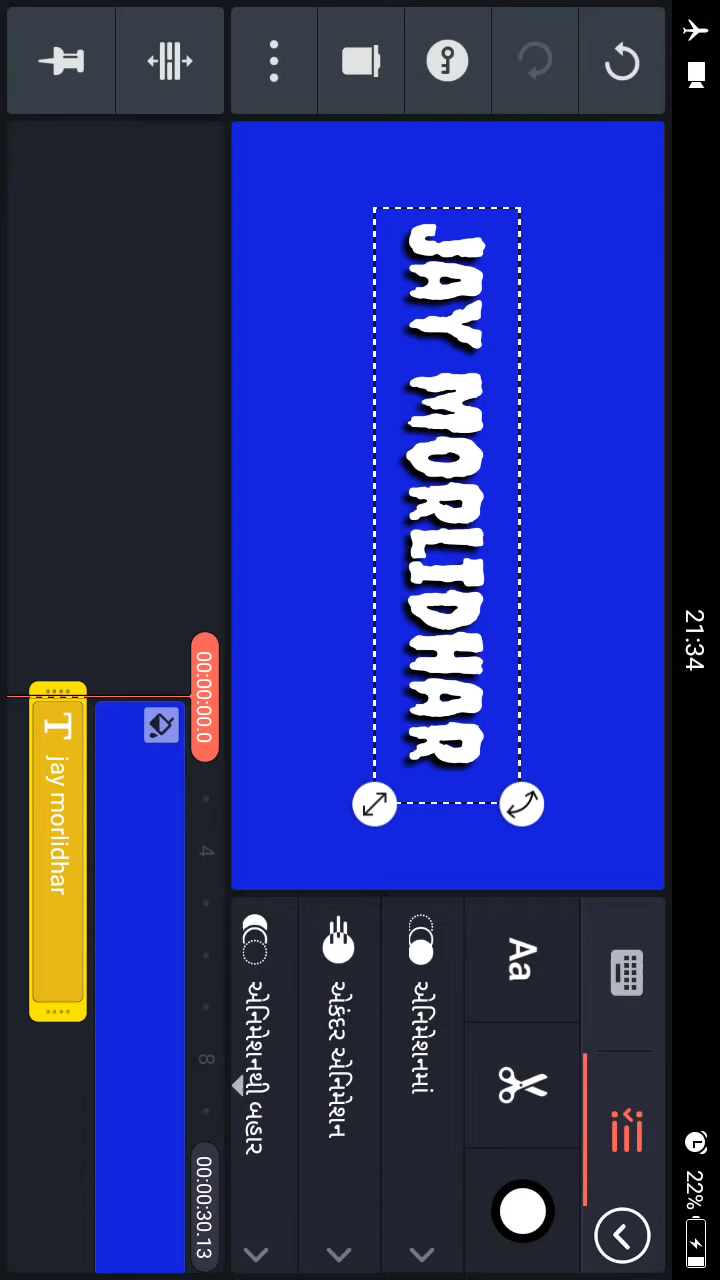 21:34
22%
JAY MORLIDHAR
Aa
એનિમેશનમાં
એકંદર એનિમેશન
એનિમેશનથી બહાર
00:00:00.0
4
8
00:00:30.13
T jay morlidhar